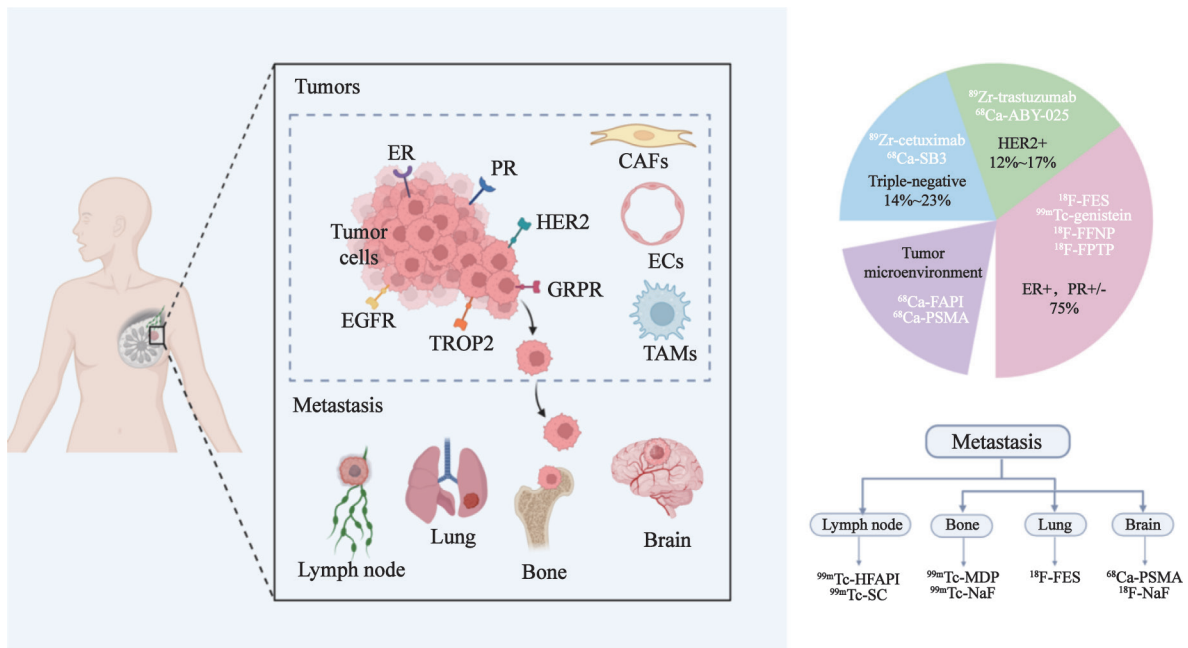 Tumors
ER
PR
HER2
GRPR
TROP2
EGFR
Tumor
cells
CAFs
ECs
TAMs
Metastasis
Lymph node
Lung
Bone
Brain
⁸⁹Zr-trastuzumab
⁶⁸Ca-ABY-025
HER2+
12%~17%
⁸⁹Zr-cetuximab
⁶⁸Ca-SB3
Triple-negative
14%~23%
¹⁸F-FES
⁹⁹ᵐTc-genistein
¹⁸F-FFNP
¹⁸F-FPTP
ER+, PR+/-
75%
Tumor
microenvironment
⁶⁸Ca-FAPI
⁶⁸Ca-PSMA
Metastasis
Lymph node
Bone
Lung
Brain
⁹⁹ᵐTc-HFAPI
⁹⁹ᵐTc-SC
⁹⁹ᵐTc-MDP
⁹⁹ᵐTc-NaF
¹⁸F-FES
⁶⁸Ca-PSMA
¹⁸F-NaF